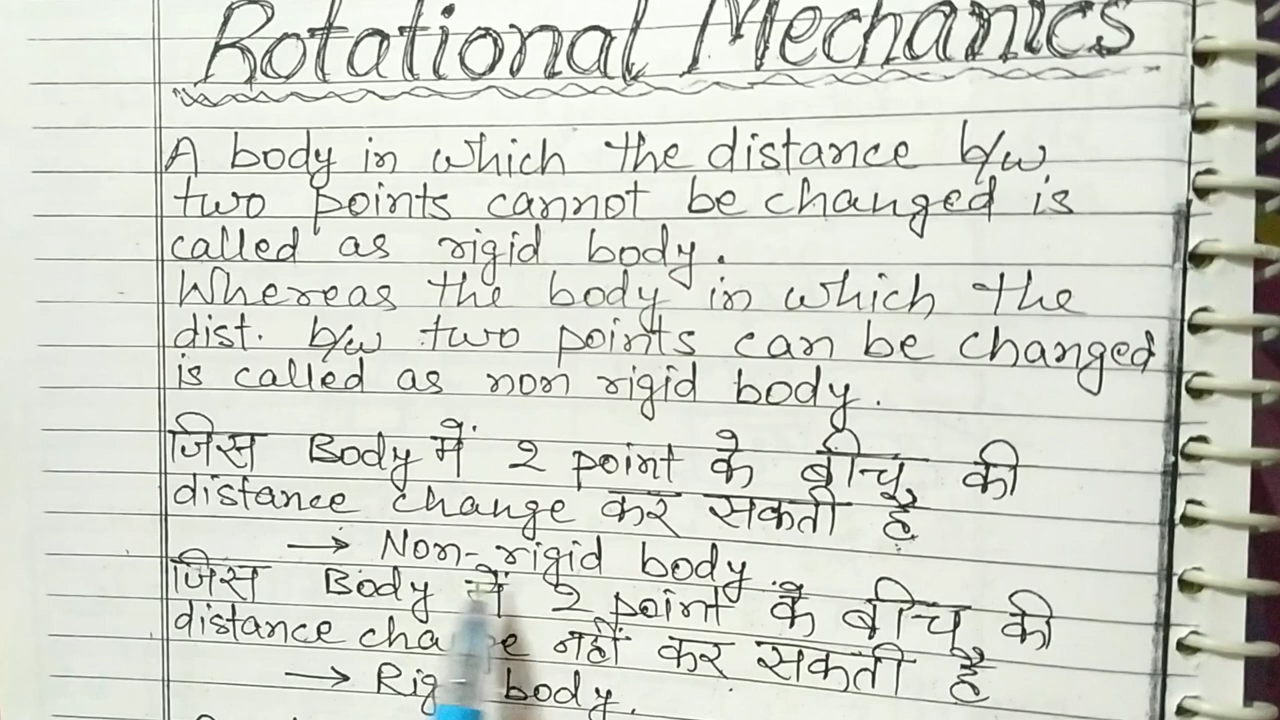 Rotational Mechanics
A body in which the distance b/w
two points cannot be changed is
called as rigid body.
Whereas the body in which the
dist. b/w two points can be changed
is called as non rigid body.
जिस Body में 2 point के बीच की
distance change कर सकती है
→ Non-rigid body
जिस Body में 2 point के बीच की
distance नहीं कर सकती है
→ body.